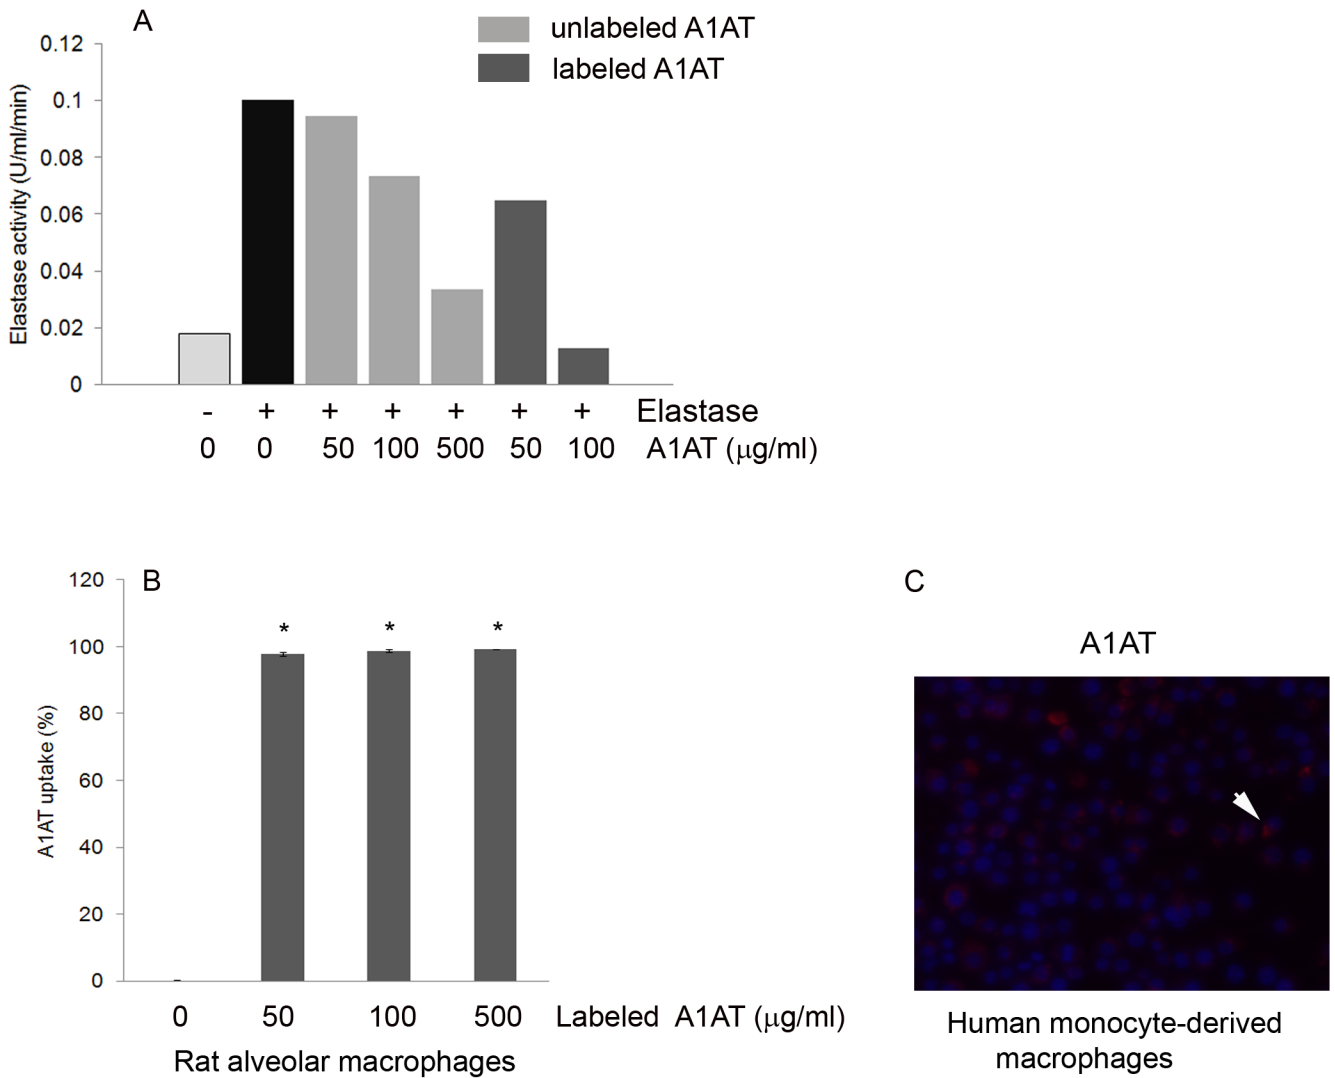 A
unlabeled A1AT
labeled A1AT
Elastase activity (U/ml/min)
0.12
0.1
0.08
0.06
0.04
0.02
0
- + + + + + + Elastase
0 0 50 100 500 50 100 A1AT (µg/ml)
B
A1AT uptake (%)
120
100
80
60
40
20
0
* * *
0 50 100 500 Labeled A1AT (µg/ml)
Rat alveolar macrophages
C
A1AT
Human monocyte-derived
macrophages